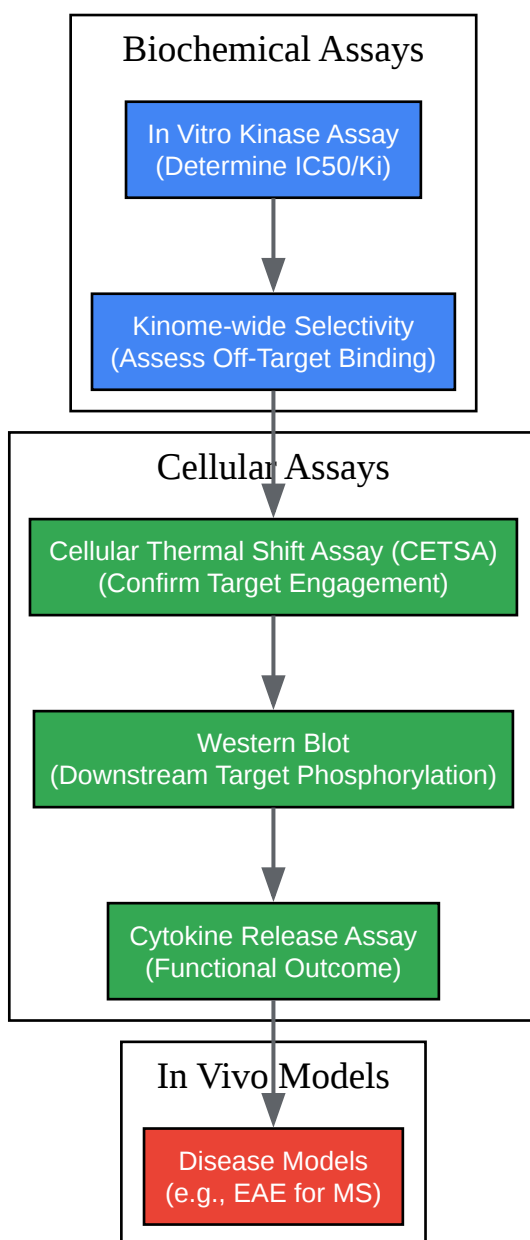 Biochemical Assays
In Vitro Kinase Assay
(Determine IC50/Ki)
Kinome-wide Selectivity
(Assess Off-Target Binding)
Cellular Assays
Cellular Thermal Shift Assay (CETSA)
(Confirm Target Engagement)
Western Blot
(Downstream Target Phosphorylation)
Cytokine Release Assay
(Functional Outcome)
In Vivo Models
Disease Models
(e.g., EAE for MS)